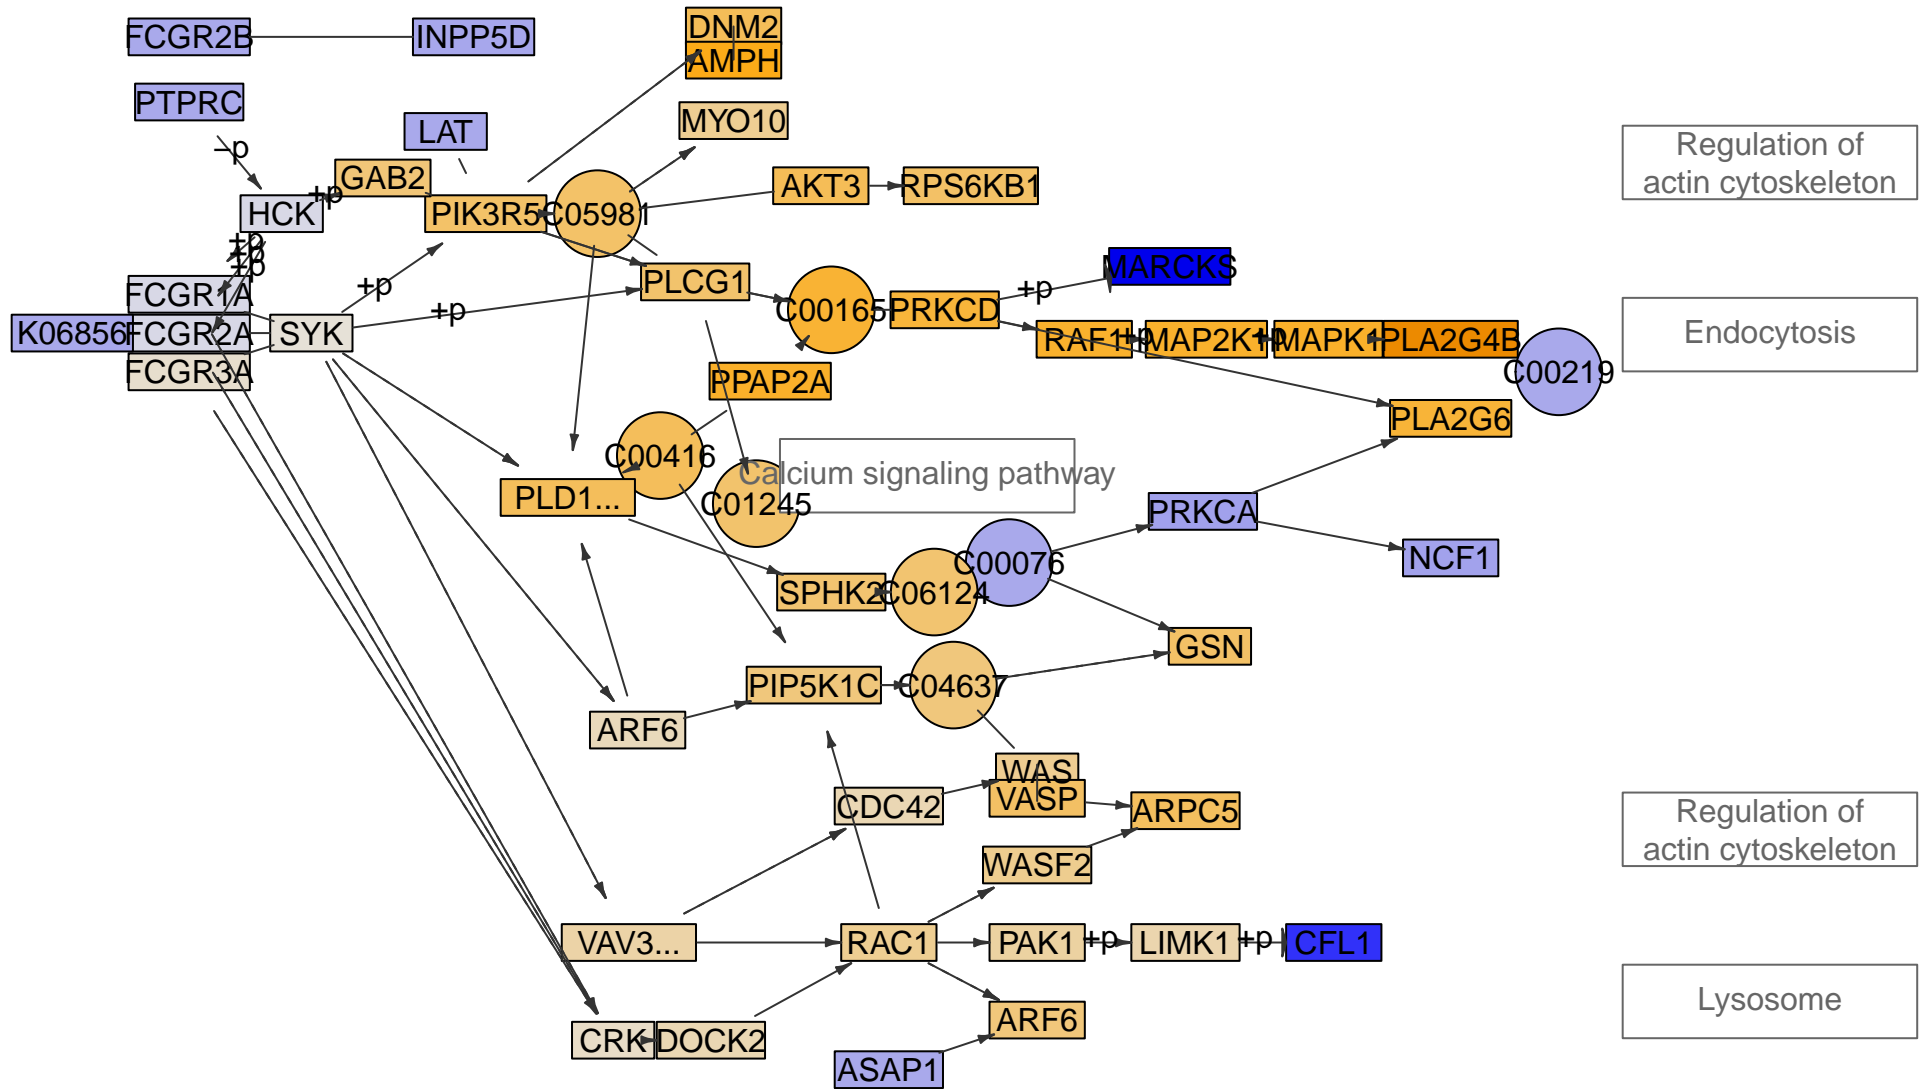 FCGR2B
INPP5D
DNM2
AMPH
PTPRC
LAT
MYO10
Regulation of
actin cytoskeleton
−p
GAB2
+p
HCK
PIK3R5
C05981
AKT3
RPS6KB1
+p
+p
+p
FCGR1A
+p
PLCG1
C00165
PRKCD
+p
MARCKS
K06856
FCGR2A
SYK
+p
RAF1
+p
MAP2K1
+p
MAPK1
PLA2G4B
C00219
Endocytosis
FCGR3A
PPAP2A
PLA2G6
C00416
Calcium signaling pathway
PLD1...
C01245
PRKCA
NCF1
C00076
SPHK2
C06124
GSN
PIP5K1C
C04637
ARF6
WAS
VASP
CDC42
ARPC5
Regulation of
actin cytoskeleton
WASF2
VAV3...
RAC1
PAK1
+p
LIMK1
+p
CFL1
Lysosome
ARF6
CRK
DOCK2
ASAP1